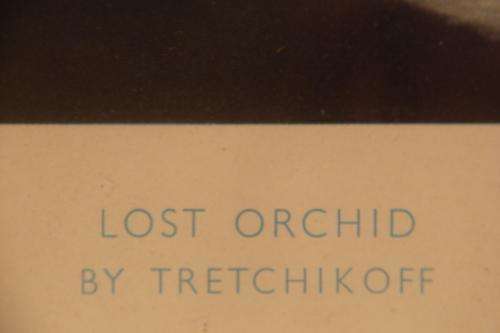 LOST ORCHID
BY TRETCHIKOFF